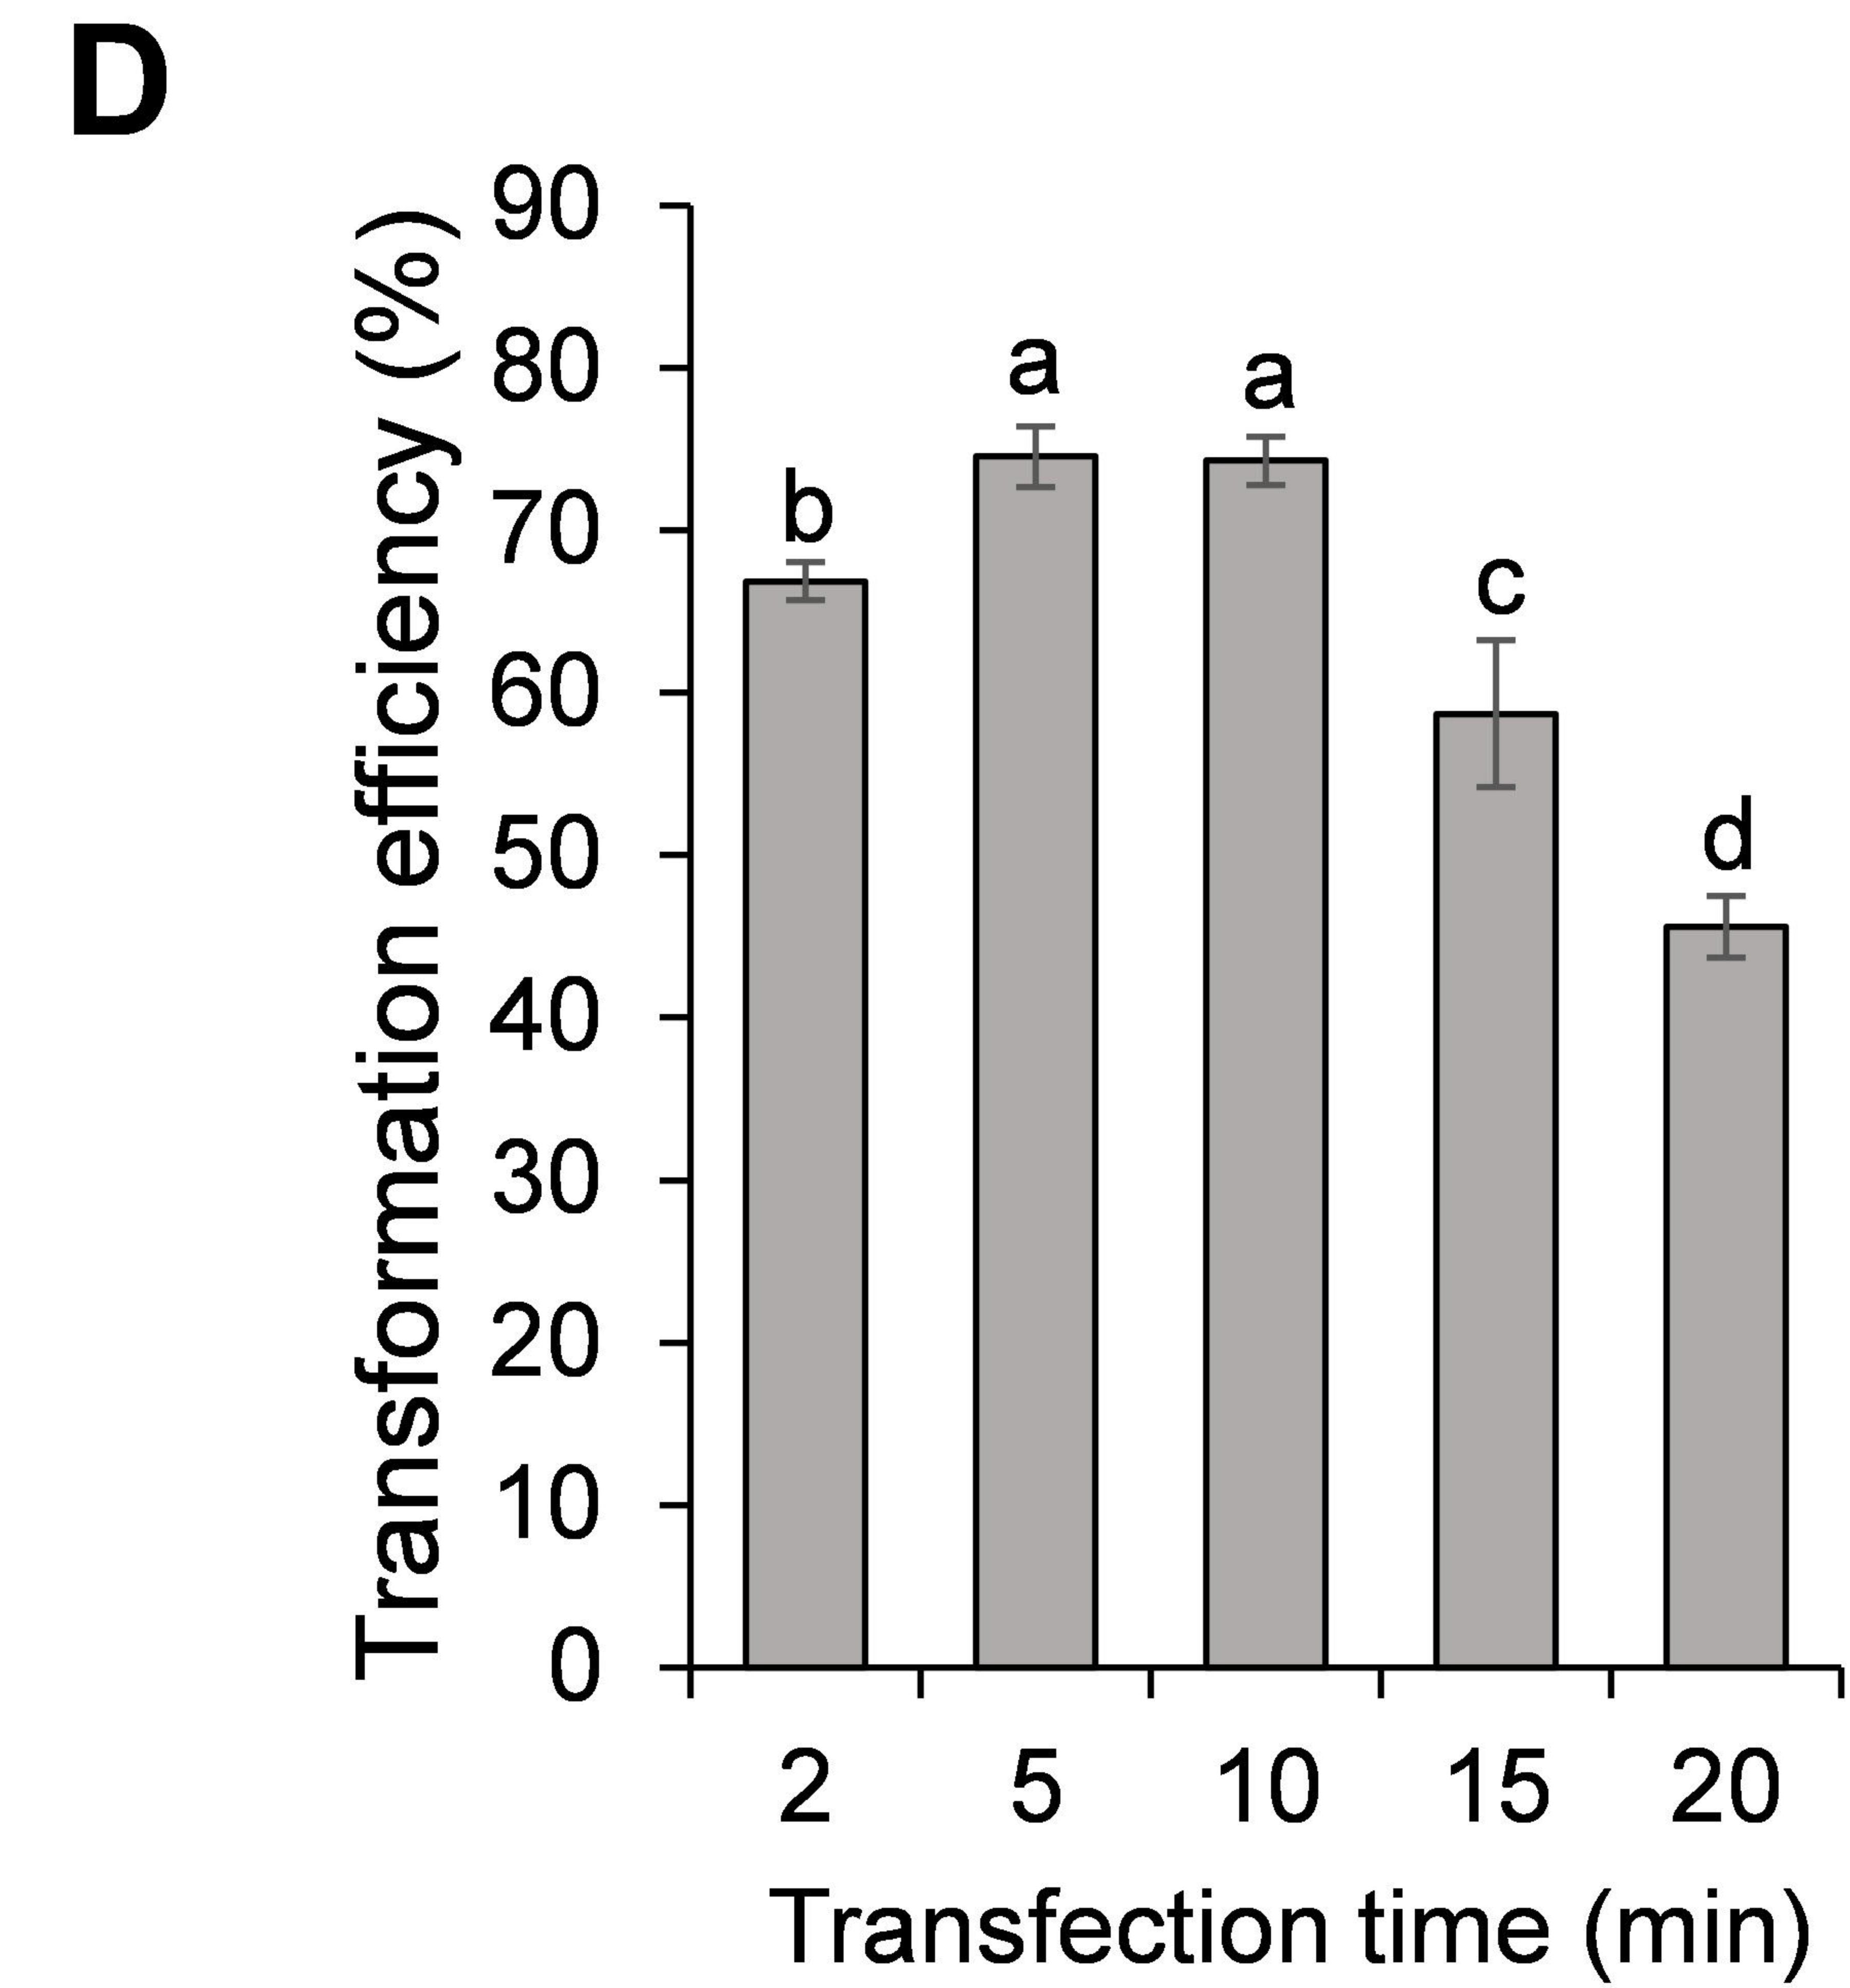 D
Transformation efficiency (%)
90
80
70
60
50
40
30
20
10
0
b
a
a
c
d
2 5 10 15 20
Transfection time (min)